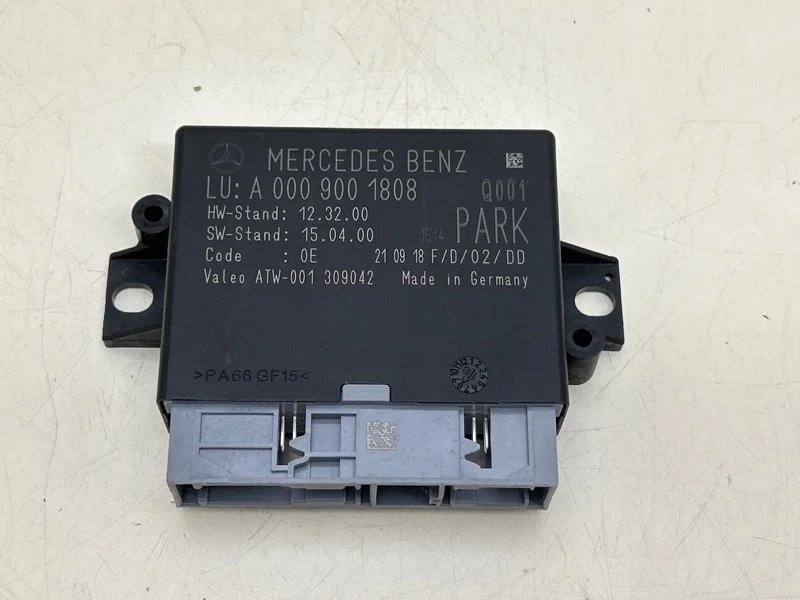 MERCEDES BENZ
LU: A 000 900 1808 Q001
HW-Stand: 12.32.00
SW-Stand: 15.04.00 1514 PARK
Code : 0E 21 09 18 F/D/02/DD
Valeo ATW-001 309042 Made in Germany
>PA66 GF15<